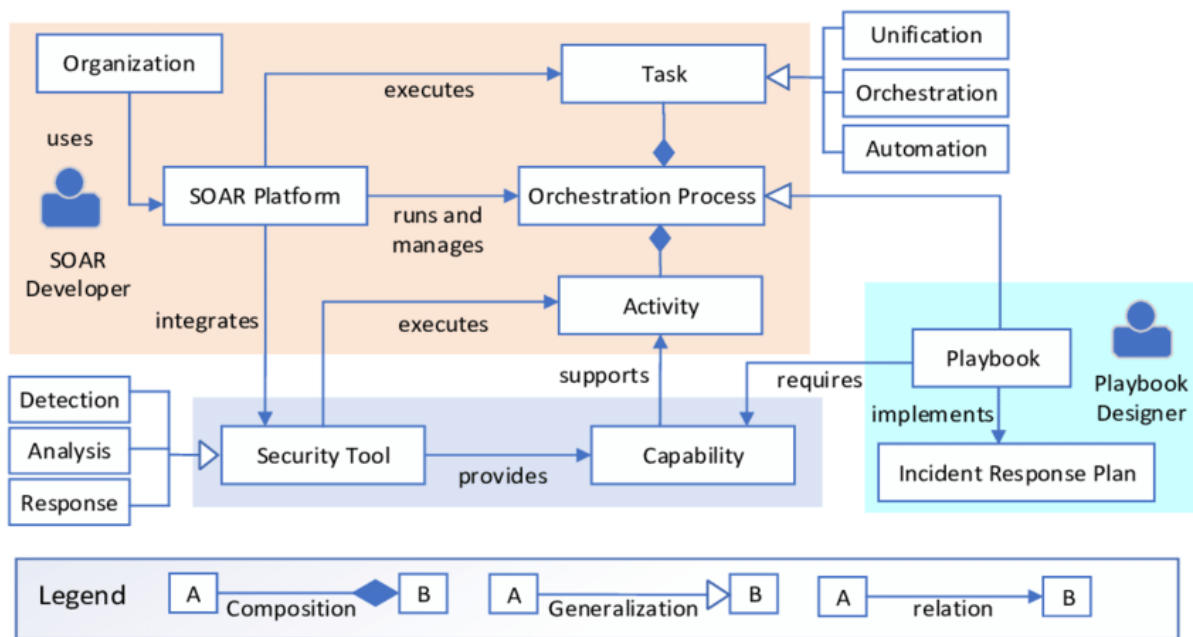 Organization
uses
SOAR
Developer
SOAR Platform
executes
Task
Unification
Orchestration
Automation
runs and
manages
Orchestration Process
integrates
executes
Activity
supports
requires
Playbook
implements
Playbook
Designer
Incident Response Plan
Detection
Analysis
Response
Security Tool
provides
Capability
Legend
A
Composition
B
A
Generalization
B
A
relation
B